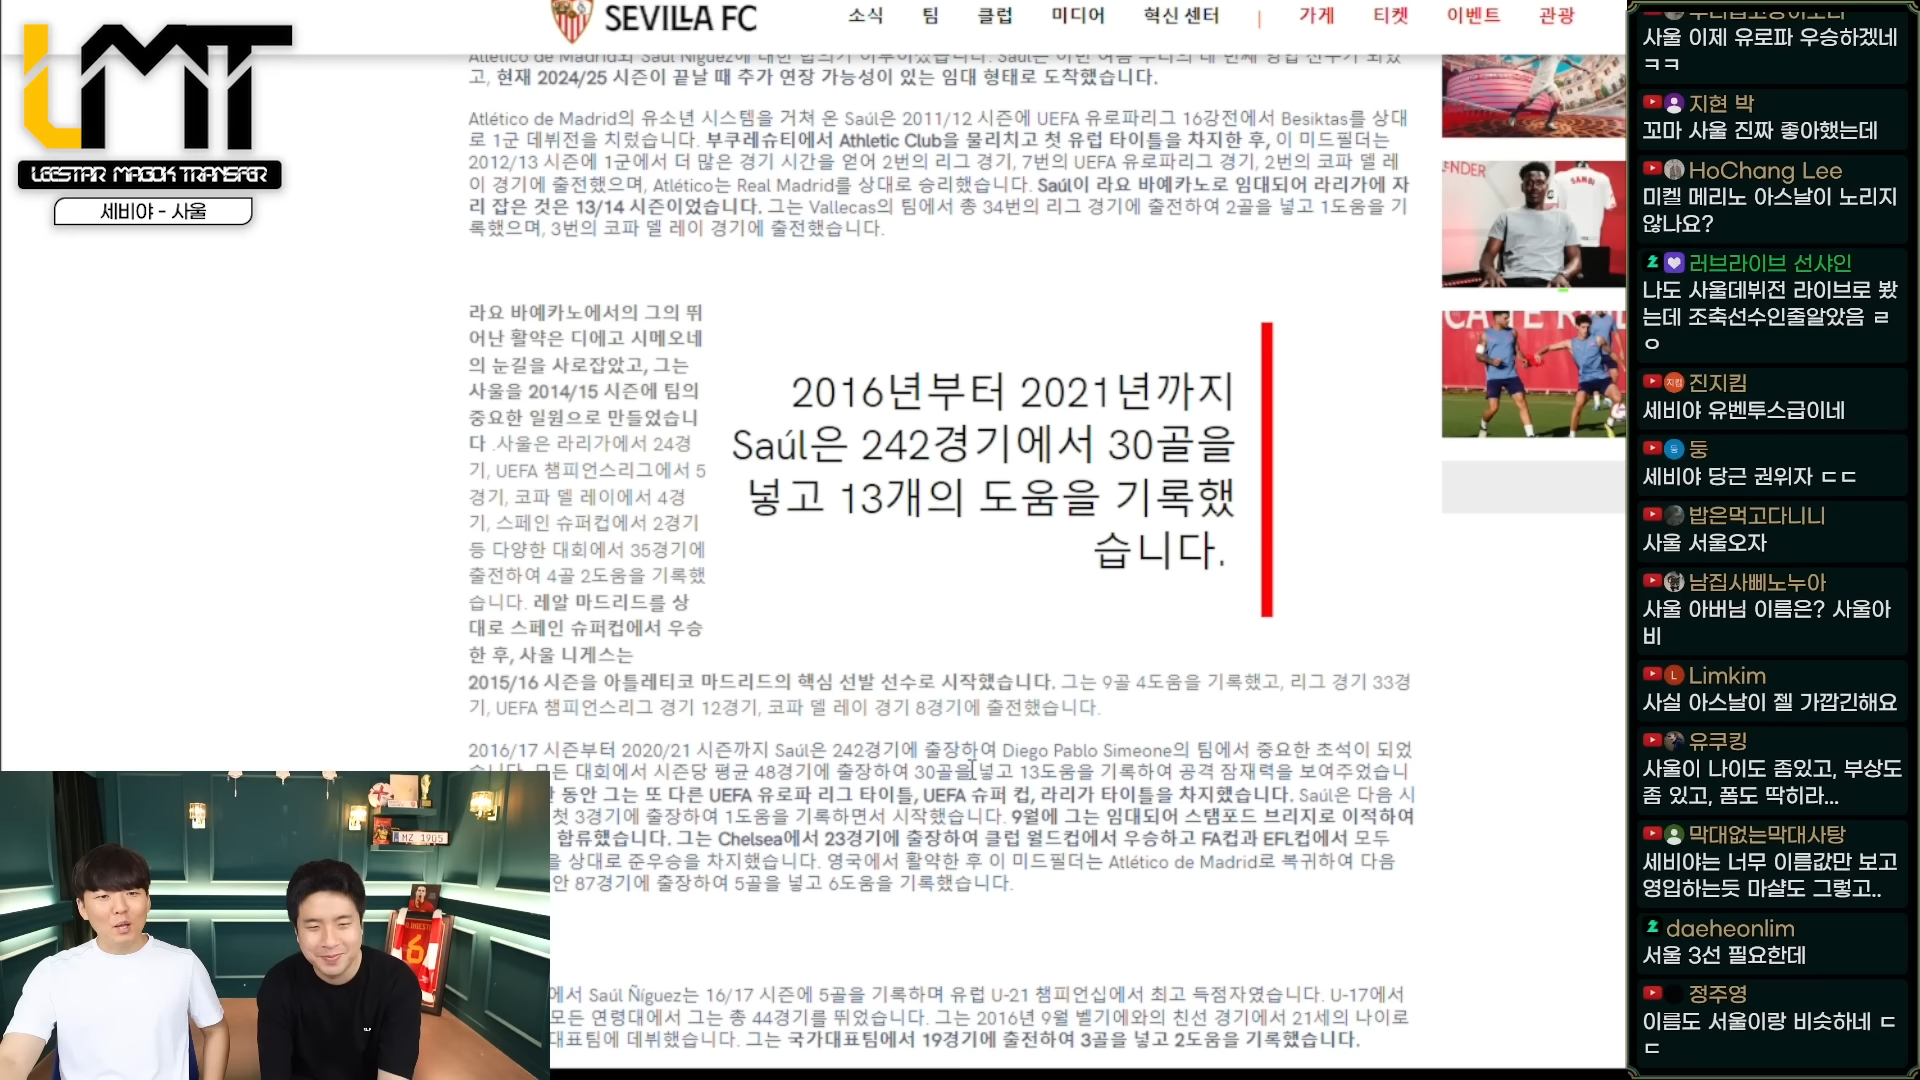 LMT
LEESTAR MAGOK TRANSFER
세비야 - 사울
SEVILLA FC
소식 팀 클럽 미디어 혁신 센터 | 가게 티켓 이벤트 관광
고, 현재 2024/25 시즌이 끝날 때 추가 연장 가능성이 있는 임대 형태로 도착했습니다.
Atlético de Madrid의 유소년 시스템을 거쳐 온 Saúl은 2011/12 시즌에 UEFA 유로파리그 16강전에서 Besiktas를 상대
로 1군 데뷔전을 치렀습니다. 부쿠레슈티에서 Athletic Club을 물리치고 첫 유럽 타이틀을 차지한 후, 이 미드필더는
2012/13 시즌에 1군에서 더 많은 경기 시간을 얻어 2번의 리그 경기, 7번의 UEFA 유로파리그 경기, 2번의 코파 델 레
이 경기에 출전했으며, Atlético는 Real Madrid를 상대로 승리했습니다. Saúl이 라요 바예카노로 임대되어 라리가에 자
리 잡은 것은 13/14 시즌이었습니다. 그는 Vallecas의 팀에서 총 34번의 리그 경기에 출전하여 2골을 넣고 1도움을 기
록했으며, 3번의 코파 델 레이 경기에 출전했습니다.
라요 바예카노에서의 그의 뛰
어난 활약은 디에고 시메오네
의 눈길을 사로잡았고, 그는
사울을 2014/15 시즌에 팀의
중요한 일원으로 만들었습니
다 .사울은 라리가에서 24경
기, UEFA 챔피언스리그에서 5
경기, 코파 델 레이에서 4경
기, 스페인 슈퍼컵에서 2경기
등 다양한 대회에서 35경기에
출전하여 4골 2도움을 기록했
습니다. 레알 마드리드를 상
대로 스페인 슈퍼컵에서 우승
한 후, 사울 니게스는
2015/16 시즌을 아틀레티코 마드리드의 핵심 선발 선수로 시작했습니다. 그는 9골 4도움을 기록했고, 리그 경기 33경
기, UEFA 챔피언스리그 경기 12경기, 코파 델 레이 경기 8경기에 출전했습니다.
2016년부터 2021년까지
Saúl은 242경기에서 30골을
넣고 13개의 도움을 기록했
습니다.
2016/17 시즌부터 2020/21 시즌까지 Saúl은 242경기에 출장하여 Diego Pablo Simeone의 팀에서 중요한 초석이 되었
습니다. 모든 대회에서 시즌당 평균 48경기에 출장하여 30골을 넣고 13도움을 기록하여 공격 잠재력을 보여주었습니
동안 그는 또 다른 UEFA 유로파 리그 타이틀, UEFA 슈퍼 컵, 라리가 타이틀을 차지했습니다. Saúl은 다음 시
첫 3경기에 출장하여 1도움을 기록하면서 시작했습니다. 9월에 그는 임대되어 스탬포드 브리지로 이적하여
합류했습니다. 그는 Chelsea에서 23경기에 출장하여 클럽 월드컵에서 우승하고 FA컵과 EFL컵에서 모두
을 상대로 준우승을 차지했습니다. 영국에서 활약한 후 이 미드필더는 Atlético de Madrid로 복귀하여 다음
안 87경기에 출장하여 5골을 넣고 6도움을 기록했습니다.
에서 Saúl Ñíguez는 16/17 시즌에 5골을 기록하며 유럽 U-21 챔피언십에서 최고 득점자였습니다. U-17에서
모든 연령대에서 그는 총 44경기를 뛰었습니다. 그는 2016년 9월 벨기에와의 친선 경기에서 21세의 나이로
대표팀에 데뷔했습니다. 그는 국가대표팀에서 19경기에 출전하여 3골을 넣고 2도움을 기록했습니다.
MZ 1905
6
사울 이제 유로파 우승하겠네
ㅋㅋ
지현 박
꼬마 사울 진짜 좋아했는데
HoChang Lee
미켈 메리노 아스날이 노리지
않나요?
러브라이브 선샤인
나도 사울데뷔전 라이브로 봤
는데 조축선수인줄알았음 ㄹ
ㅇ
진지킴
세비야 유벤투스급이네
둥
세비야 당근 권위자 ㄷㄷ
밥은먹고다니니
사울 서울오자
남집사삐노누아
사울 아버님 이름은? 사울아
비
Limkim
사실 아스날이 젤 가깝긴해요
유쿠킹
사울이 나이도 좀있고, 부상도
좀 있고, 폼도 딱히라...
막대없는막대사탕
세비야는 너무 이름값만 보고
영입하는듯 마샬도 그렇고..
daeheonlim
서울 3선 필요한데
정주영
이름도 서울이랑 비슷하네 ㄷ
ㄷ